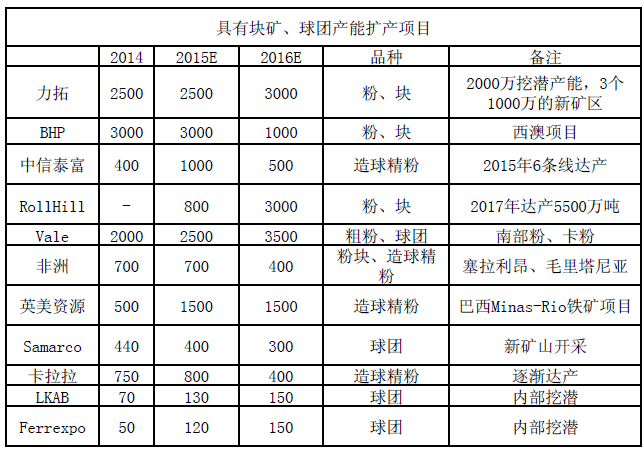 具有块矿、球团产能扩产项目
2014 2015E 2016E 品种 备注
力拓 2500 2500 3000 粉、块 2000万挖潜产能，3个
1000万的新矿区
BHP 3000 3000 1000 粉、块 西澳项目
中信泰富 400 1000 500 造球精粉 2015年6条线达产
RollHill - 800 3000 粉、块 2017年达产5500万吨
Vale 2000 2500 3500 粗粉、球团 南部粉、卡粉
非洲 700 700 400 粉块、造球精
粉 塞拉利昂、毛里塔尼亚
英美资源 500 1500 1500 造球精粉 巴西Minas-Rio铁矿项目
Samarco 440 400 300 球团 新矿山开采
卡拉拉 750 800 400 造球精粉 逐渐达产
LKAB 70 130 150 球团 内部挖潜
Ferrexpo 50 120 150 球团 内部挖潜